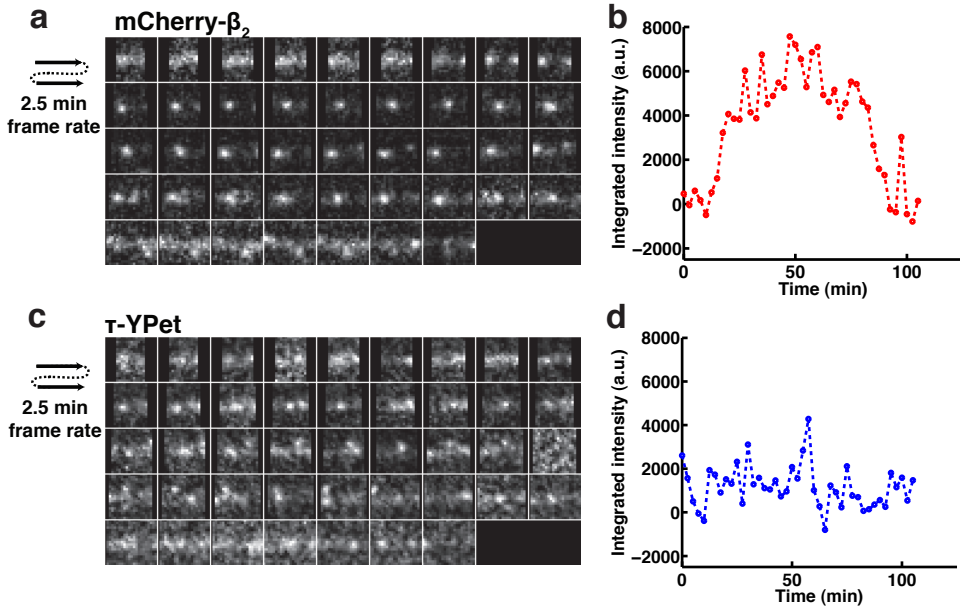 a
mCherry-β2
2.5 min
frame rate
b
Integrated intensity (a.u.)
8000
6000
4000
2000
0
−2000
0
50
100
Time (min)
c
τ-YPet
2.5 min
frame rate
d
Integrated intensity (a.u.)
8000
6000
4000
2000
0
−2000
0
50
100
Time (min)